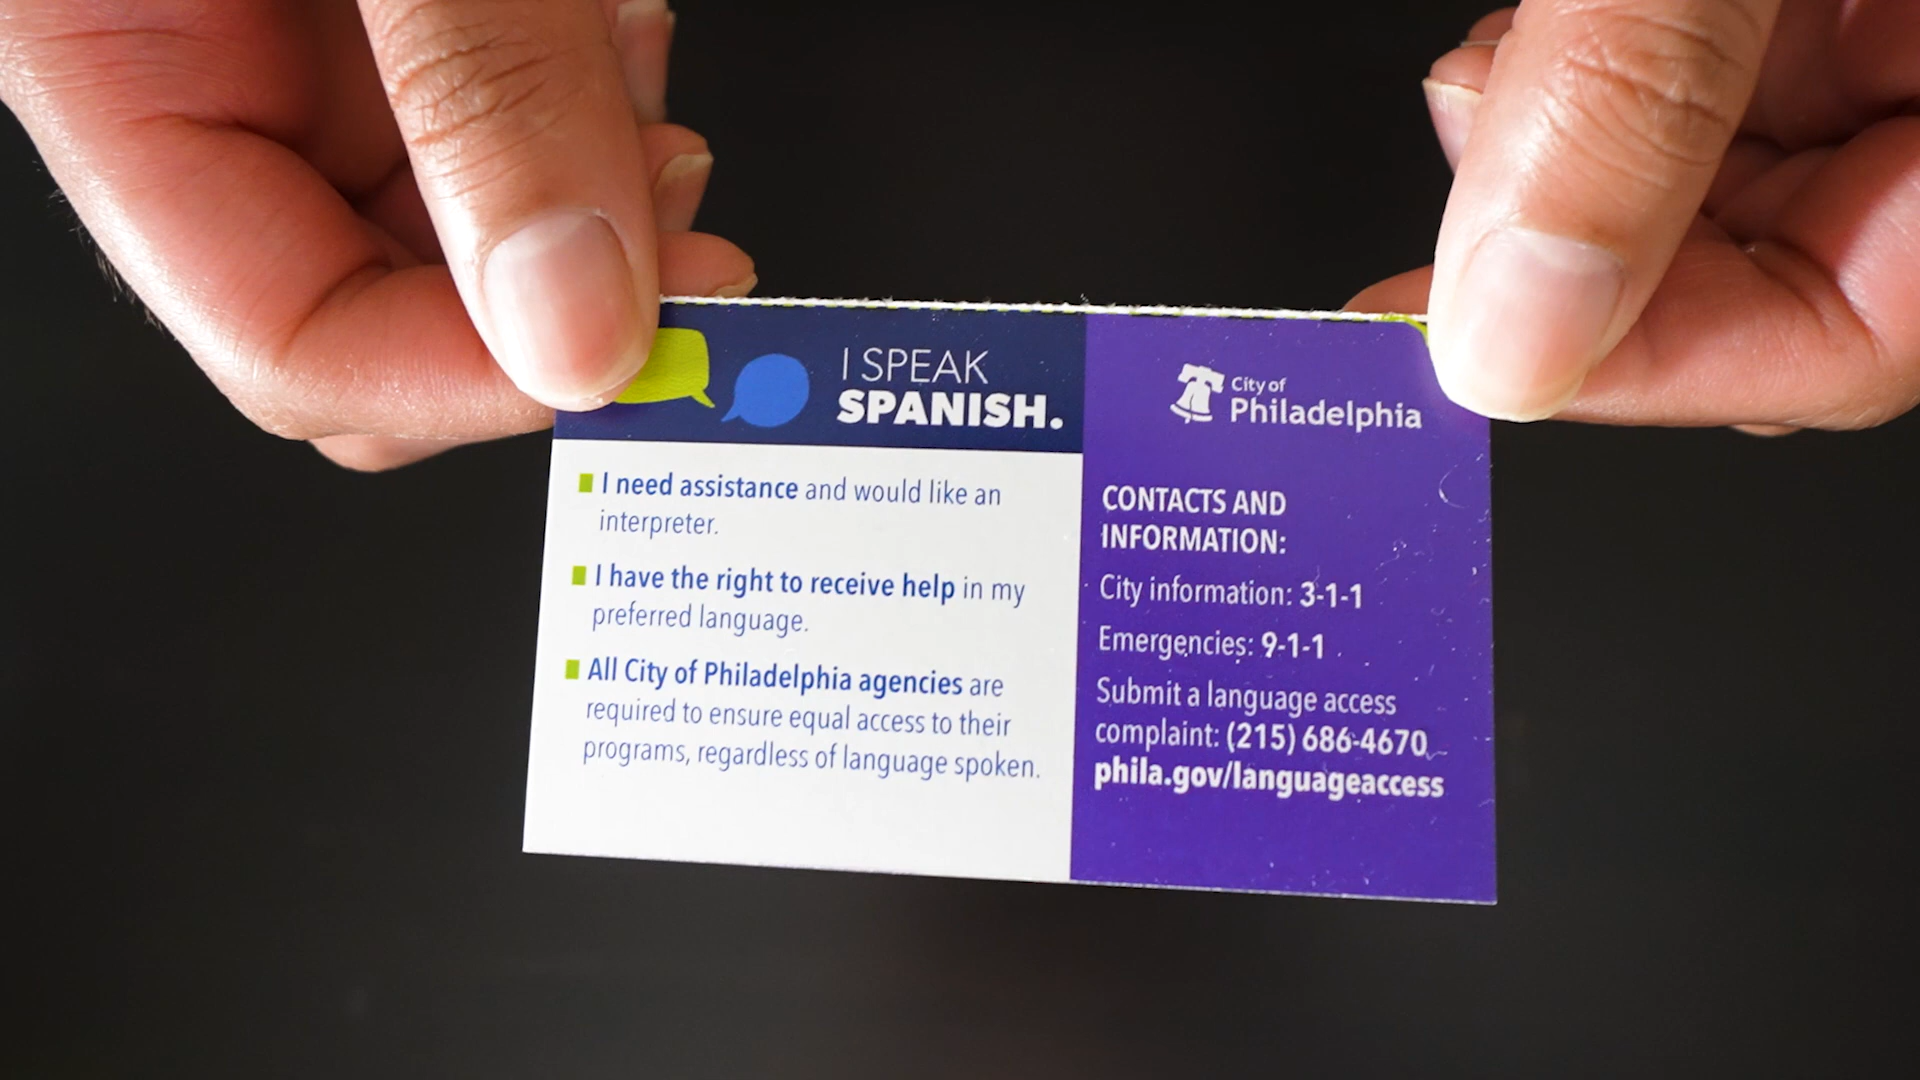 I SPEAK
SPANISH.
I need assistance and would like an
interpreter.
I have the right to receive help in my
preferred language.
All City of Philadelphia agencies are
required to ensure equal access to their
programs, regardless of language spoken.
City of
Philadelphia
CONTACTS AND
INFORMATION:
City information: 3-1-1
Emergencies: 9-1-1
Submit a language access
complaint: (215) 686-4670
phila.gov/languageaccess